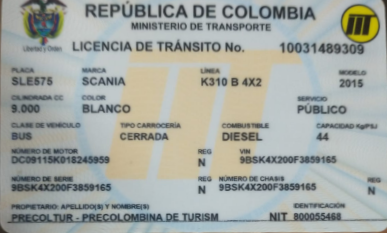 REPÚBLICA DE COLOMBIA
MINISTERIO DE TRANSPORTE
Libertad y Orden
LICENCIA DE TRÁNSITO No. 10031489309
PLACA MARCA LÍNEA MODELO
SLE575 SCANIA K310 B 4X2 2015
CILINDRADA CC COLOR SERVICIO
9.000 BLANCO PÚBLICO
CLASE DE VEHÍCULO TIPO CARROCERÍA COMBUSTIBLE CAPACIDAD Kg/PSJ
BUS CERRADA DIESEL 44
NÚMERO DE MOTOR REG VIN
DC09115K018245959 N 9BSK4X200F3859165
NÚMERO DE SERIE REG NÚMERO DE CHASIS REG
9BSK4X200F3859165 N 9BSK4X200F3859165 N
PROPIETARIO: APELLIDO(S) Y NOMBRE(S) IDENTIFICACIÓN
PRECOLTUR - PRECOLOMBINA DE TURISM NIT 800055468